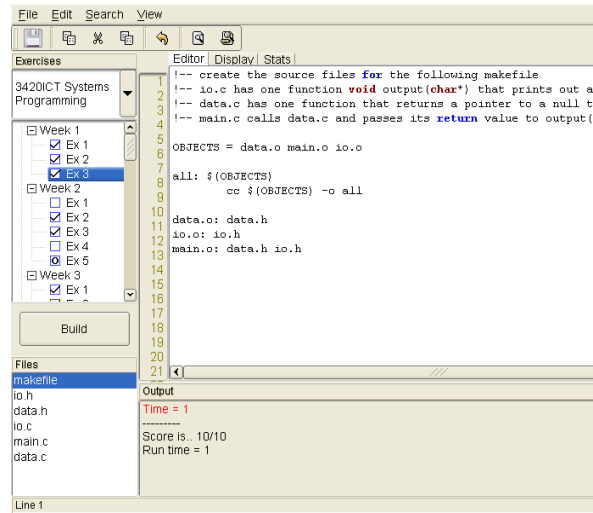 File Edit Search View
Exercises
3420ICT Systems
Programming
Week 1
Ex 1
Ex 2
Ex 3
Week 2
Ex 1
Ex 2
Ex 3
Ex 4
Ex 5
Week 3
Ex 1
Build
Files
makefile
io.h
data.h
io.c
main.c
data.c
Editor Display Stats
1 !-- create the source files for the following makefile
2 !-- io.c has one function void output(char*) that prints out a
3 !-- data.c has one function that returns a pointer to a null t
4 !-- main.c calls data.c and passes its return value to output(
5
6 OBJECTS = data.o main.o io.o
7
8 all: $(OBJECTS)
9 cc $(OBJECTS) -o all
10
11 data.o: data.h
12 io.o: io.h
13 main.o: data.h io.h
14
15
16
17
18
19
20
21
Output
Time = 1
---------
Score is.. 10/10
Run time = 1
Line 1